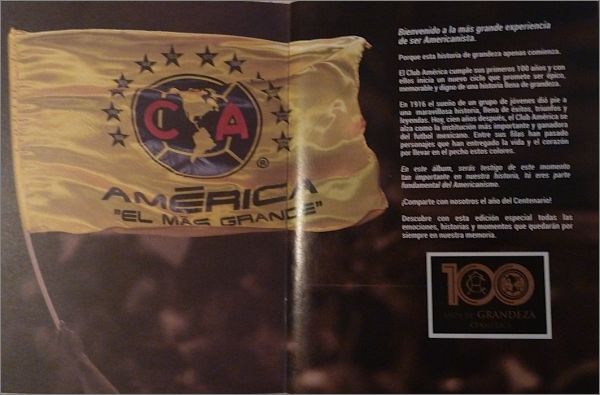 CA
®
AMÉRICA
"EL MÁS GRANDE"
Bienvenido a la más grande experiencia
de ser Americanista.
Porque esta historia de grandeza apenas comienza.
El Club América cumple sus primeros 100 años y con
ellos inicia un nuevo ciclo que promete ser épico,
memorable y digno de una historia llena de grandeza.
En 1916 el sueño de un grupo de jóvenes dió pie a
una maravillosa historia, llena de éxitos, triunfos y
leyendas. Hoy, cien años después, el Club América se
alza como la institución más importante y ganadora
del futbol mexicano. Entre sus filas han pasado
personajes que han entregado la vida y el corazón
por llevar en el pecho estos colores.
En este álbum, serás testigo de este momento
tan importante en nuestra historia, tú eres parte
fundamental del Americanismo.
¡Comparte con nosotros el año del Centenario!
Descubre con esta edición especial todas las
emociones, historias y momentos que quedarán por
siempre en nuestra memoria.
100
AÑOS DE GRANDEZA